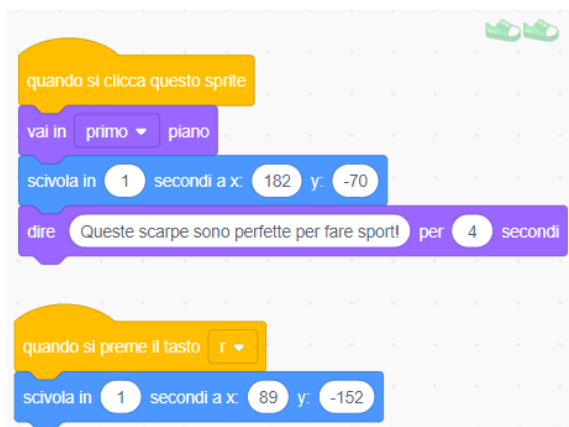 quando si clicca questo sprite
vai in primo piano
scivola in 1 secondi a x: 182 y: -70
dire Queste scarpe sono perfette per fare sport! per 4 secondi
quando si preme il tasto r
scivola in 1 secondi a x: 89 y: -152